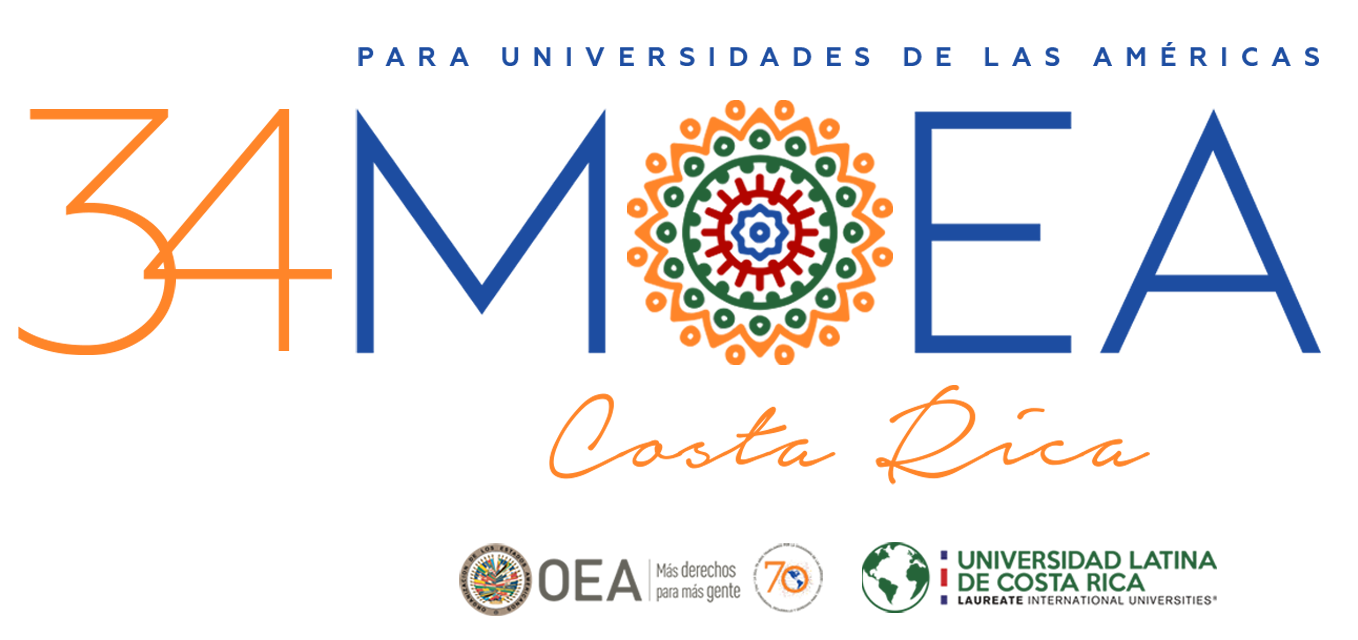 PARA UNIVERSIDADES DE LAS AMÉRICAS
34MOEA
Costa Rica
OEA
Más derechos
para más gente
70
UNIVERSIDAD LATINA
DE COSTA RICA
LAUREATE INTERNATIONAL UNIVERSITIES®